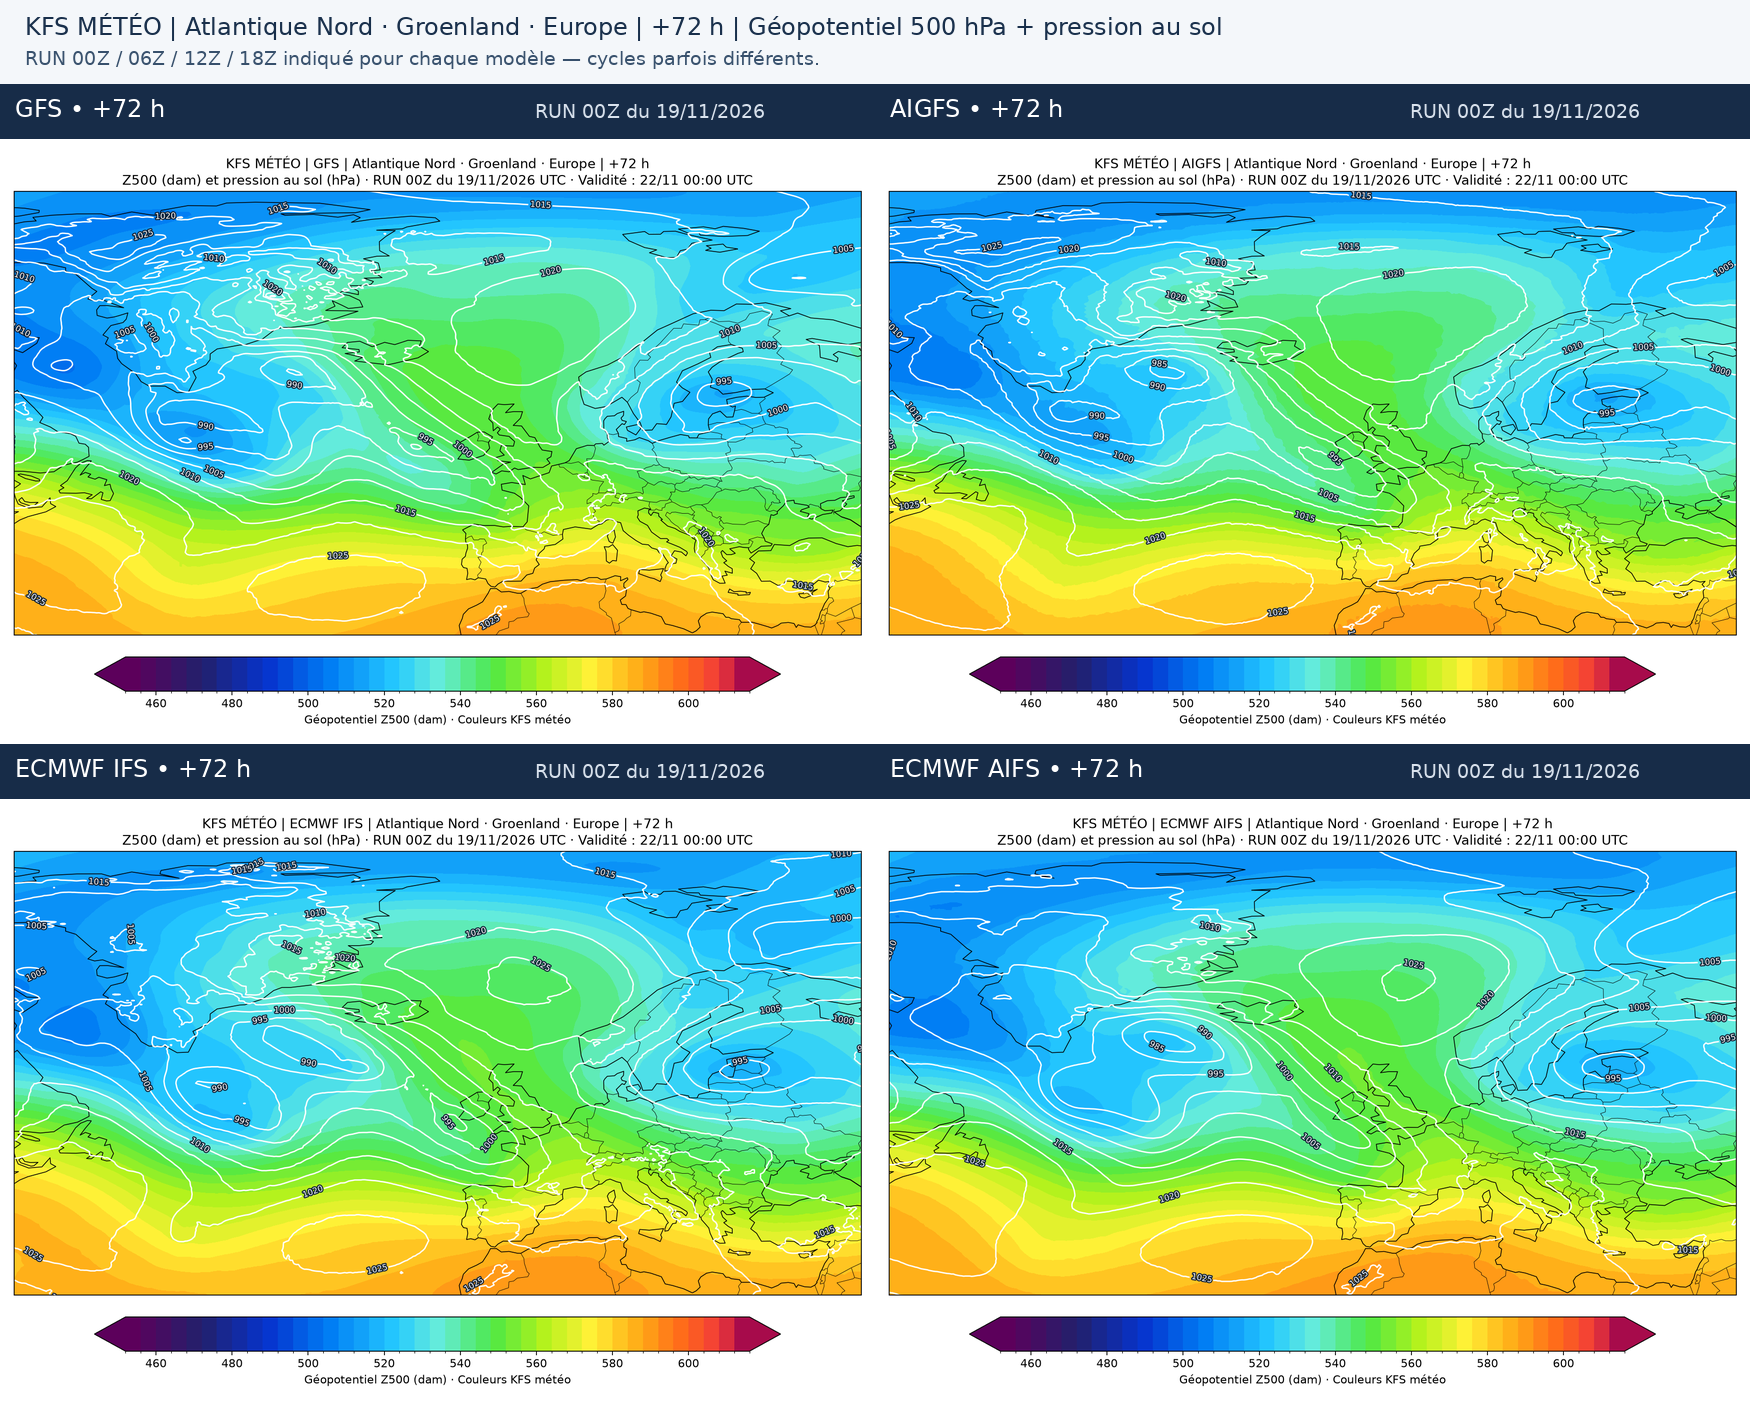 KFS MÉTÉO | Atlantique Nord · Groenland · Europe | +72 h | Géopotentiel 500 hPa + pression au sol
RUN 00Z / 06Z / 12Z / 18Z indiqué pour chaque modèle — cycles parfois différents.
GFS • +72 h RUN 00Z du 19/11/2026
KFS MÉTÉO | GFS | Atlantique Nord · Groenland · Europe | +72 h
Z500 (dam) et pression au sol (hPa) · RUN 00Z du 19/11/2026 UTC · Validité : 22/11 00:00 UTC
460 480 500 520 540 560 580 600
Géopotentiel Z500 (dam) · Couleurs KFS météo
AIGFS • +72 h RUN 00Z du 19/11/2026
KFS MÉTÉO | AIGFS | Atlantique Nord · Groenland · Europe | +72 h
Z500 (dam) et pression au sol (hPa) · RUN 00Z du 19/11/2026 UTC · Validité : 22/11 00:00 UTC
460 480 500 520 540 560 580 600
Géopotentiel Z500 (dam) · Couleurs KFS météo
ECMWF IFS • +72 h RUN 00Z du 19/11/2026
KFS MÉTÉO | ECMWF IFS | Atlantique Nord · Groenland · Europe | +72 h
Z500 (dam) et pression au sol (hPa) · RUN 00Z du 19/11/2026 UTC · Validité : 22/11 00:00 UTC
460 480 500 520 540 560 580 600
Géopotentiel Z500 (dam) · Couleurs KFS météo
ECMWF AIFS • +72 h RUN 00Z du 19/11/2026
KFS MÉTÉO | ECMWF AIFS | Atlantique Nord · Groenland · Europe | +72 h
Z500 (dam) et pression au sol (hPa) · RUN 00Z du 19/11/2026 UTC · Validité : 22/11 00:00 UTC
460 480 500 520 540 560 580 600
Géopotentiel Z500 (dam) · Couleurs KFS météo